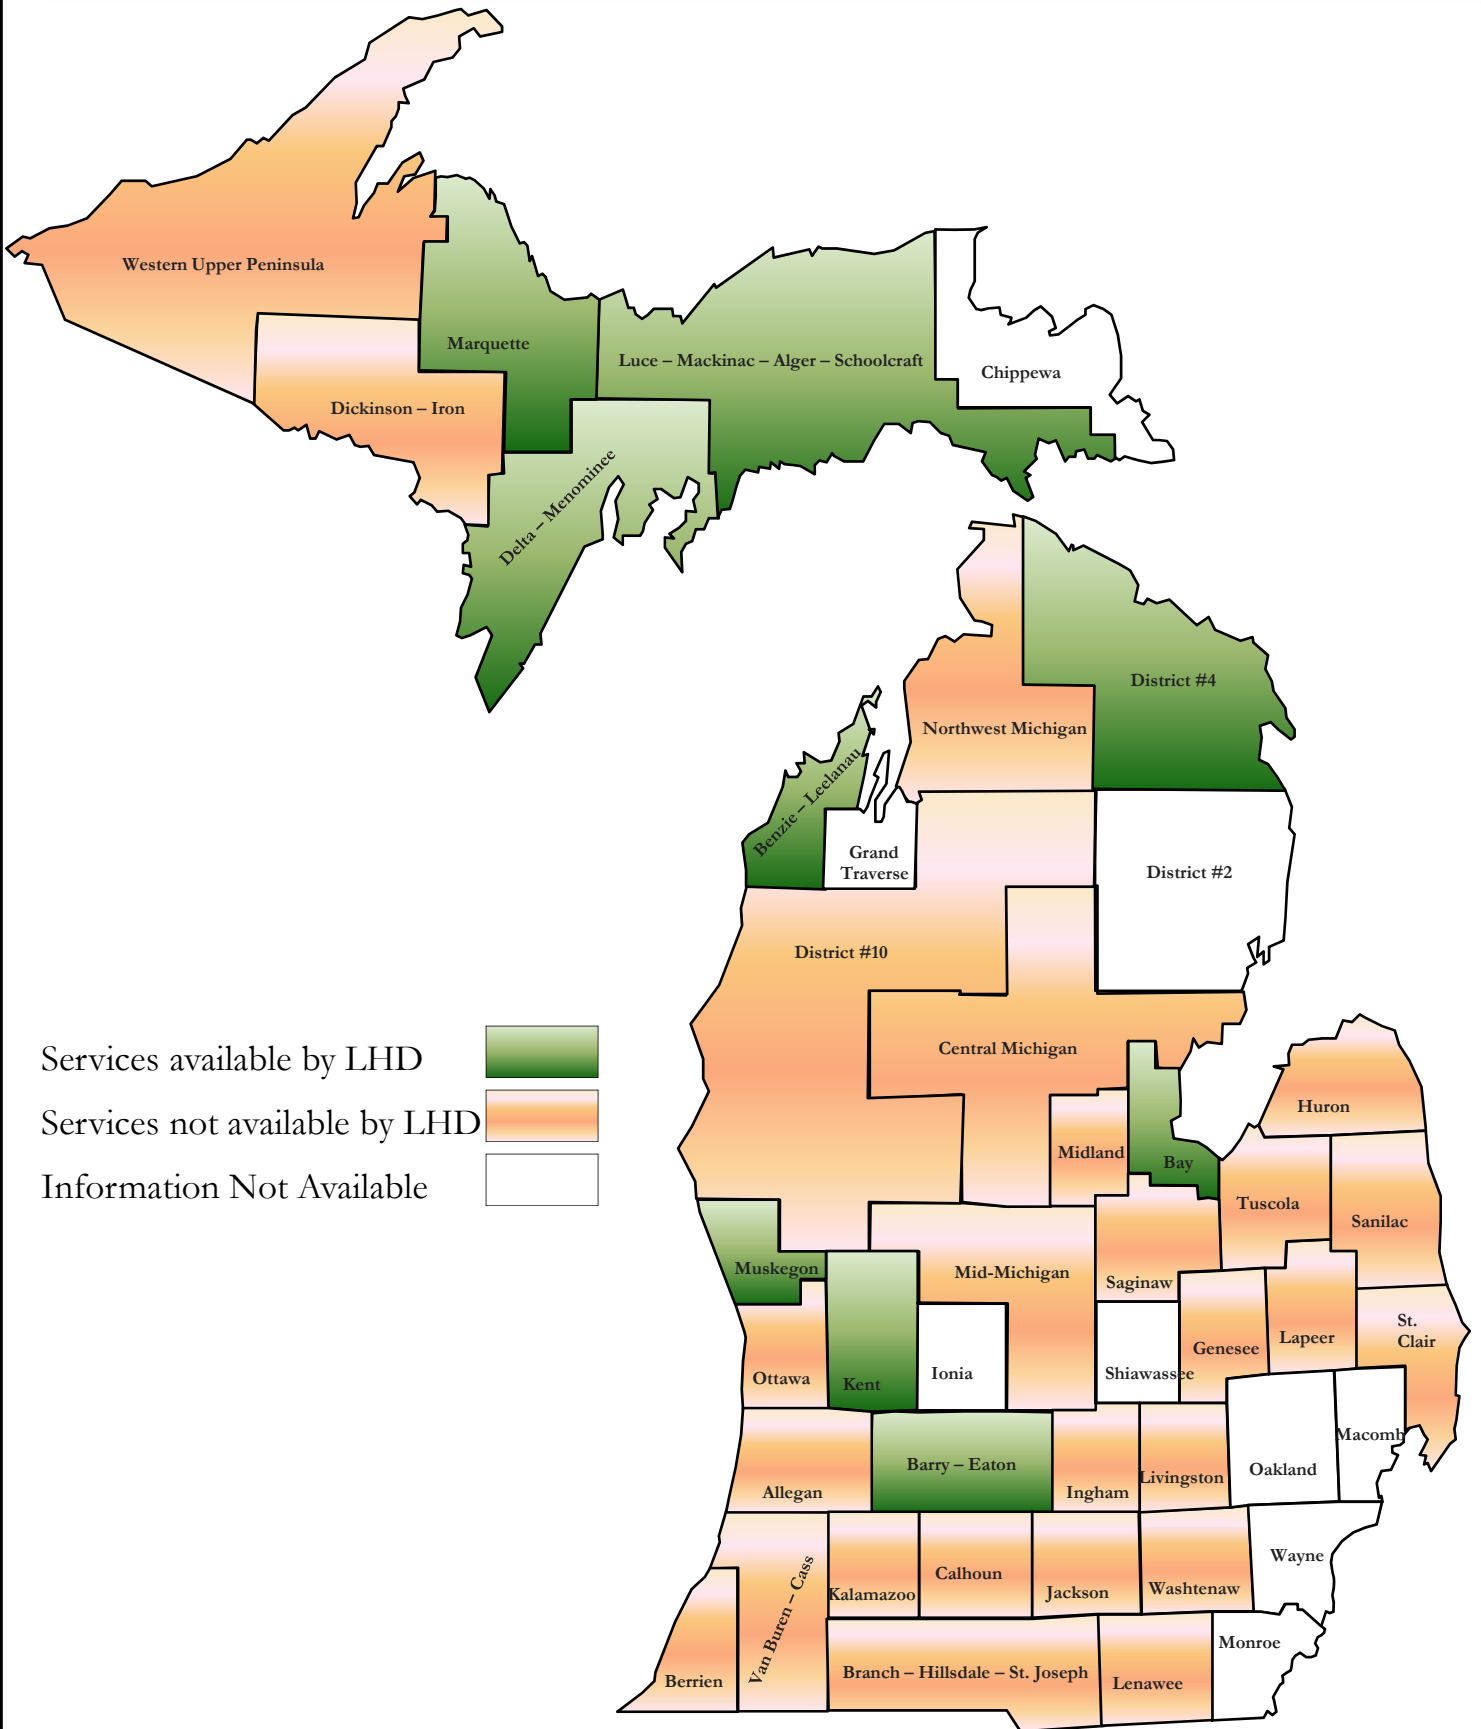 Western Upper Peninsula
Marquette
Luce – Mackinac – Alger – Schoolcraft
Chippewa
Dickinson – Iron
Delta – Menominee
District #4
Northwest Michigan
Benzie – Leelanau
Grand
Traverse
District #2
District #10
Central Michigan
Services available by LHD
Services not available by LHD
Information Not Available
Huron
Midland
Bay
Tuscola
Sanilac
Muskegon
Mid-Michigan
Saginaw
St.
Clair
Lapeer
Genesee
Ottawa
Kent
Ionia
Shiawassee
Macomb
Oakland
Barry – Eaton
Allegan
Ingham
Livingston
Wayne
Van Buren – Cass
Kalamazoo
Calhoun
Jackson
Washtenaw
Monroe
Berrien
Branch – Hillsdale – St. Joseph
Lenawee